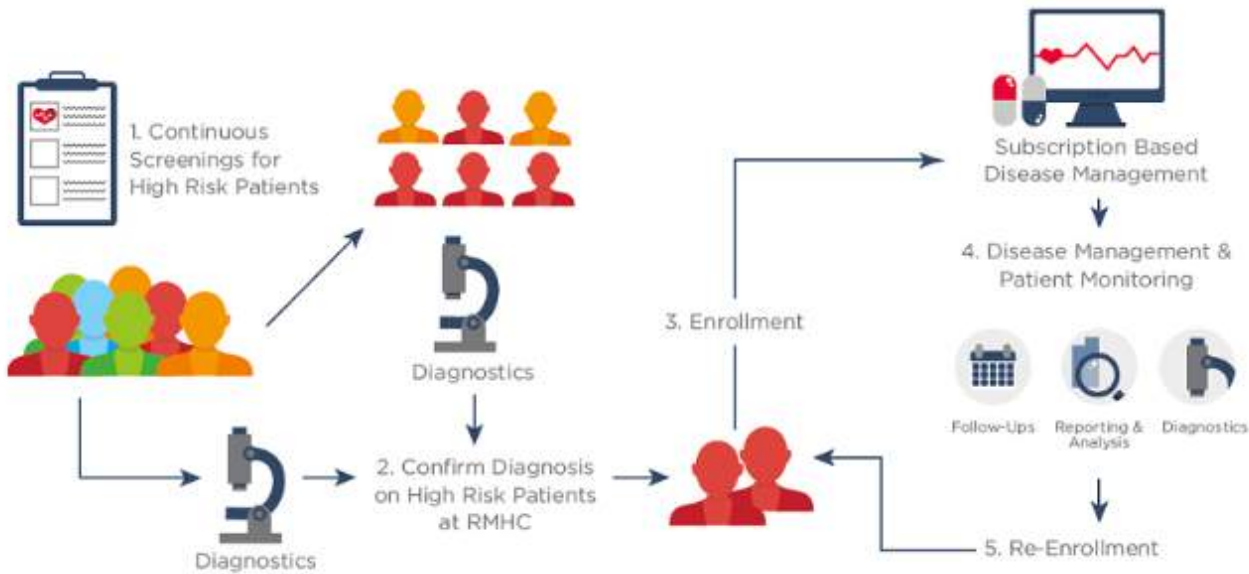 1. Continuous
Screenings for
High Risk Patients
Diagnostics
Diagnostics
2. Confirm Diagnosis
on High Risk Patients
at RMHC
3. Enrollment
Subscription Based
Disease Management
4. Disease Management &
Patient Monitoring
Follow-Ups
Reporting &
Analysis
Diagnostics
5. Re-Enrollment